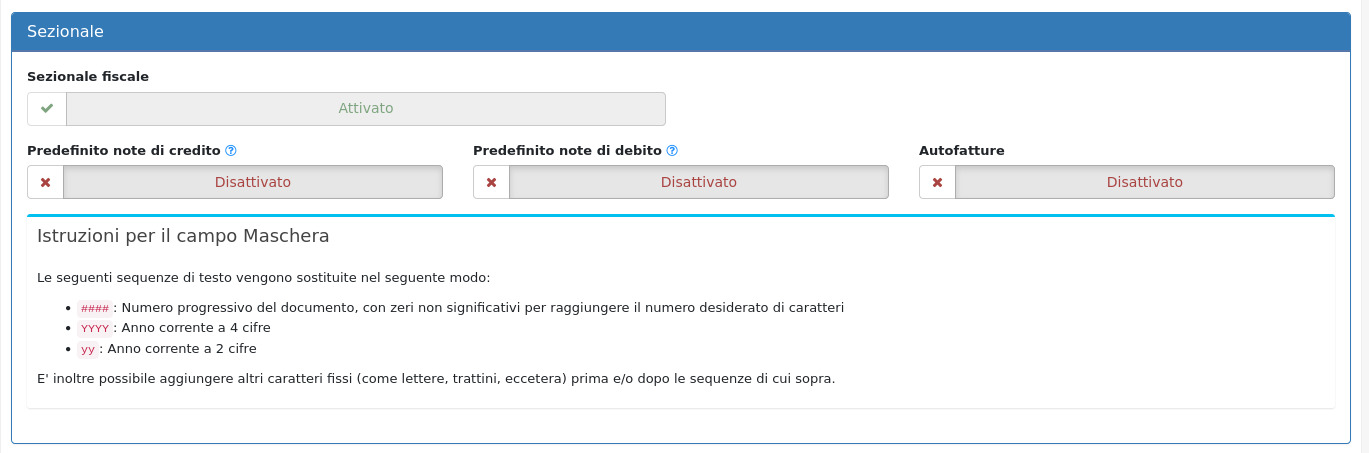 Sezionale
Sezionale fiscale
Attivato
Predefinito note di credito
Predefinito note di debito
Autofatture
Disattivato
Disattivato
Disattivato
Istruzioni per il campo Maschera
Le seguenti sequenze di testo vengono sostituite nel seguente modo:
• #### : Numero progressivo del documento, con zeri non significativi per raggiungere il numero desiderato di caratteri
• YYYY : Anno corrente a 4 cifre
• yy : Anno corrente a 2 cifre
E' inoltre possibile aggiungere altri caratteri fissi (come lettere, trattini, eccetera) prima e/o dopo le sequenze di cui sopra.